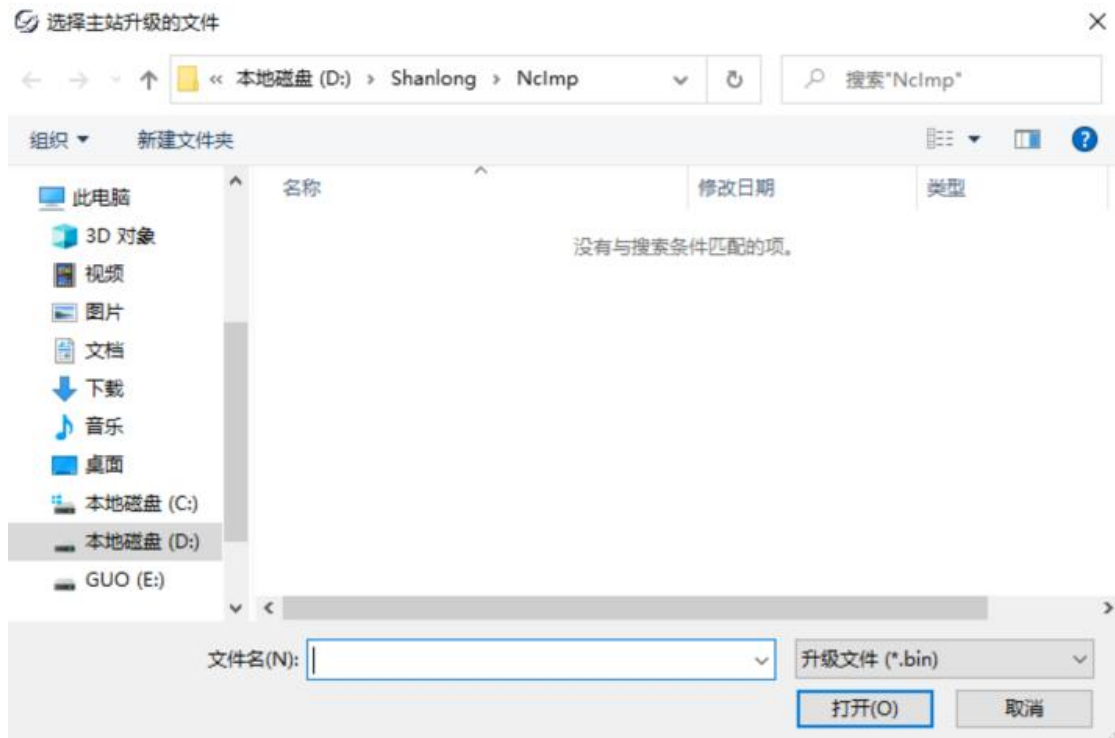 选择主站升级的文件
« 本地磁盘 (D:) › Shanlong › NcImp
搜索"NcImp"
组织
新建文件夹
名称
修改日期
类型
没有与搜索条件匹配的项。
此电脑
3D 对象
视频
图片
文档
下载
音乐
桌面
本地磁盘 (C:)
本地磁盘 (D:)
GUO (E:)
文件名(N):
升级文件 (*.bin)
打开(O)
取消